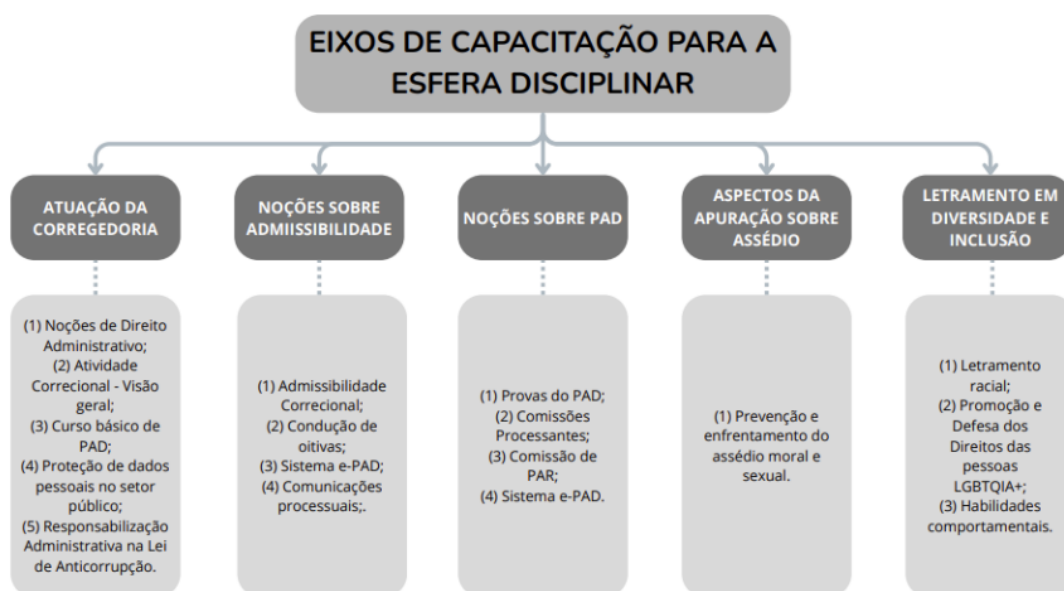 EIXOS DE CAPACITAÇÃO PARA A
ESFERA DISCIPLINAR
ATUAÇÃO DA
CORREGEDORIA
NOÇÕES SOBRE
ADMIISSIBILIDADE
NOÇÕES SOBRE PAD
ASPECTOS DA
APURAÇÃO SOBRE
ASSÉDIO
LETRAMENTO EM
DIVERSIDADE E
INCLUSÃO
(1) Noções de Direito
Administrativo;
(2) Atividade
Correcional - Visão
geral;
(3) Curso básico de
PAD;
(4) Proteção de dados
pessoais no setor
público;
(5) Responsabilização
Administrativa na Lei
de Anticorrupção.
(1) Admissibilidade
Correcional;
(2) Condução de
oitivas;
(3) Sistema e-PAD;
(4) Comunicações
processuais;.
(1) Provas do PAD;
(2) Comissões
Processantes;
(3) Comissão de
PAR;
(4) Sistema e-PAD.
(1) Prevenção e
enfrentamento do
assédio moral e
sexual.
(1) Letramento
racial;
(2) Promoção e
Defesa dos
Direitos das
pessoas
LGBTQIA+;
(3) Habilidades
comportamentais.